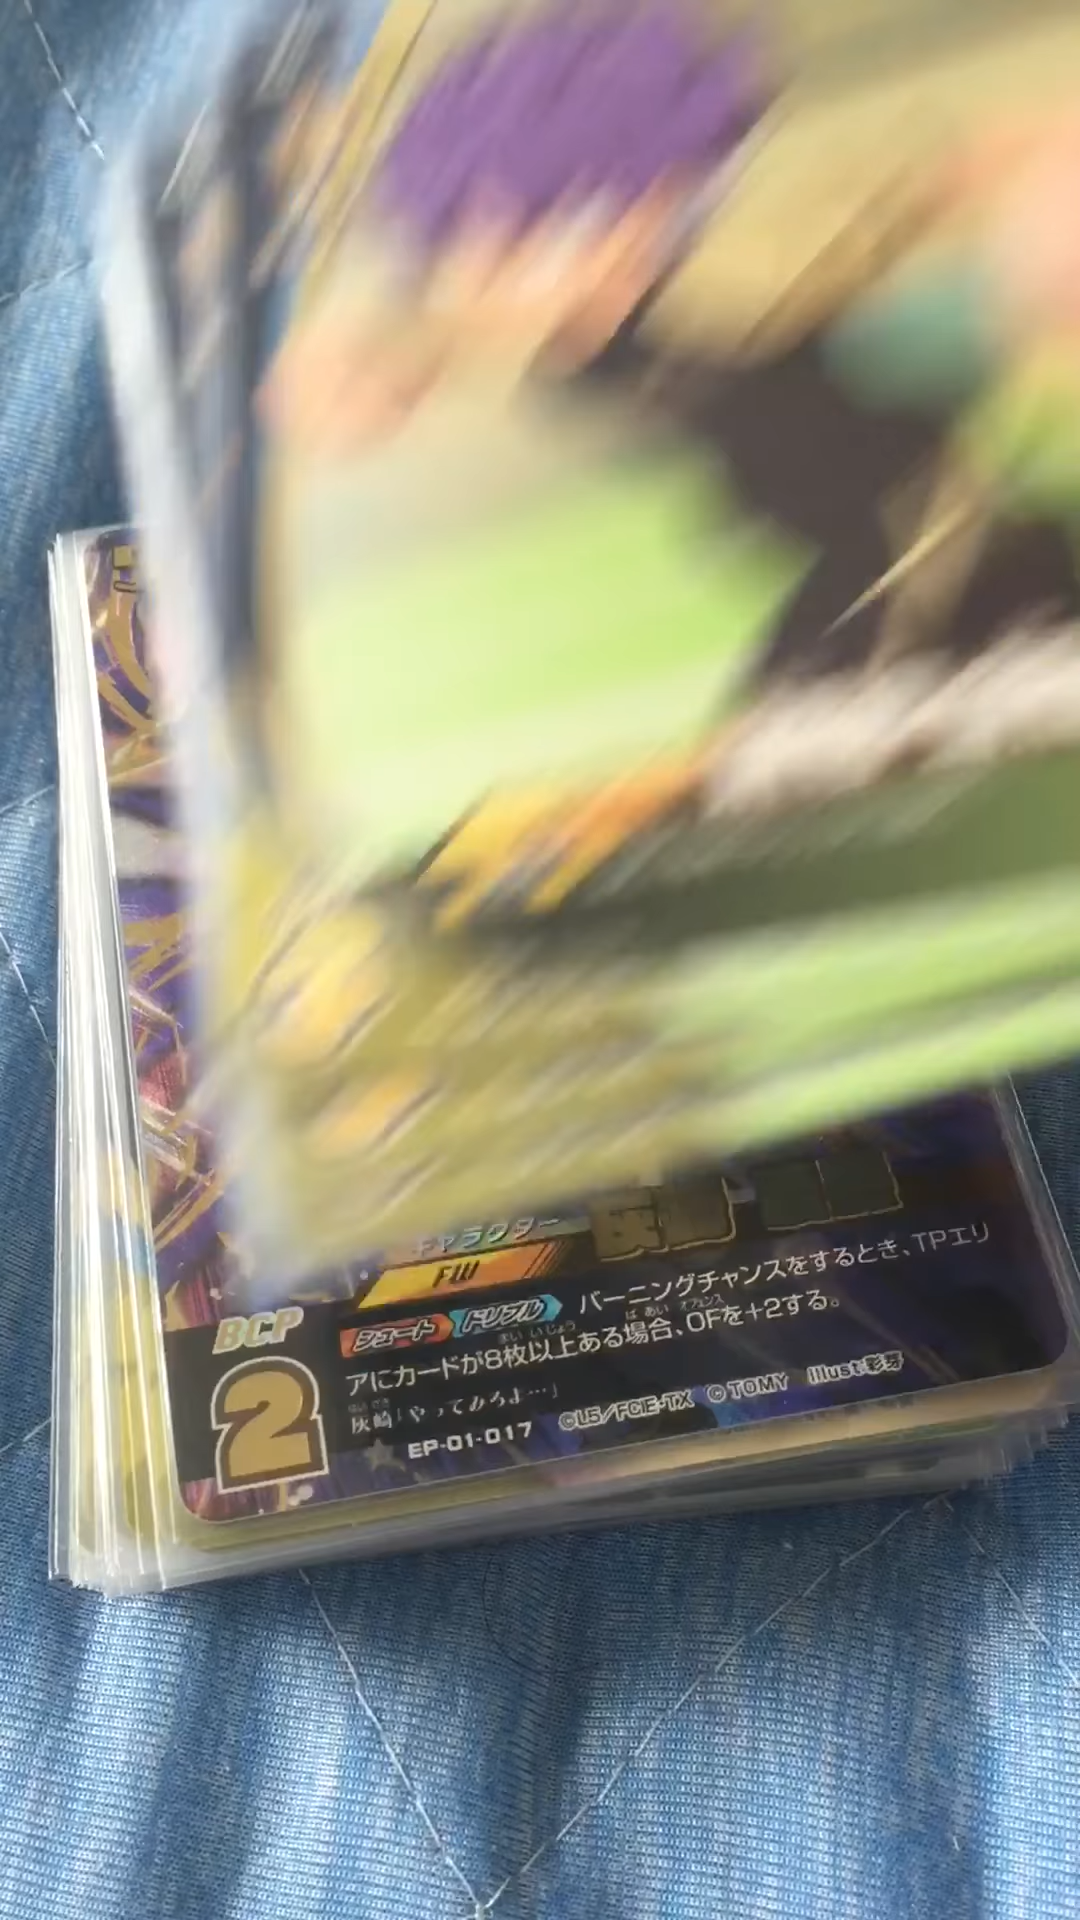 キャラクター
FW
BCP
2
シュート ドリブル バーニングチャンスをするとき、TPエリ
アにカードが8枚以上ある場合、OFを+2する。
灰崎「やってみろよ…」
EP-01-017 ©L5/FCIE・TX © TOMY Illust:彩芽